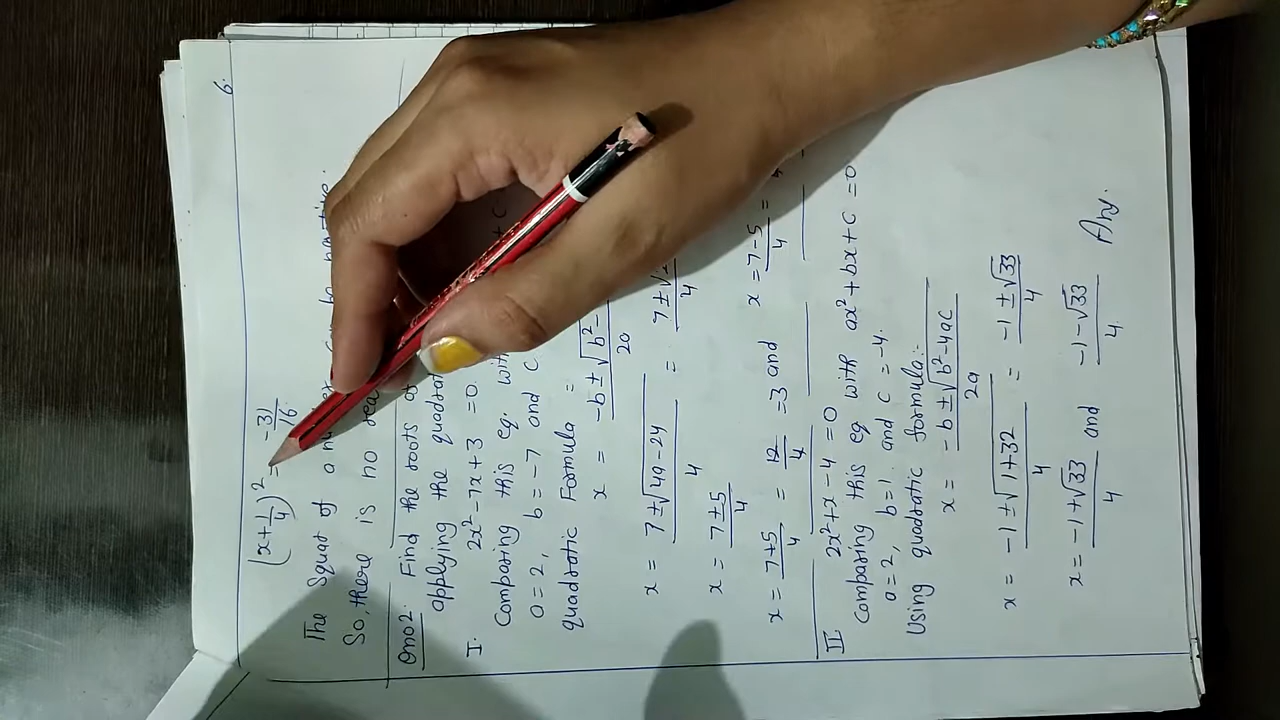 6.
(x+1/4)² = -31/16
The Squat of a
So, there is no
Qno2. Find the roots of
applying the
I. 2x²-7x+3=0
Comparing this eq. + C
a=2, b=-7 and C
quadratic Formula =
x = -b±√b²- / 2a
x = 7±√49-24 / 4 = 7±√ / 4
x = 7±5 / 4
x = 7+5 / 4 = 12/4 =3 and x = 7-5 / 4 =
II 2x²+x-4=0
Comparing this eq with ax²+bx+C=0
a=2, b=1 and C=-4.
Using quadratic formula:-
x = -b±√b²-4ac / 2a
x = -1±√1+32 / 4 = -1±√33 / 4
x = -1+√33 / 4 and -1-√33 / 4 Ans.